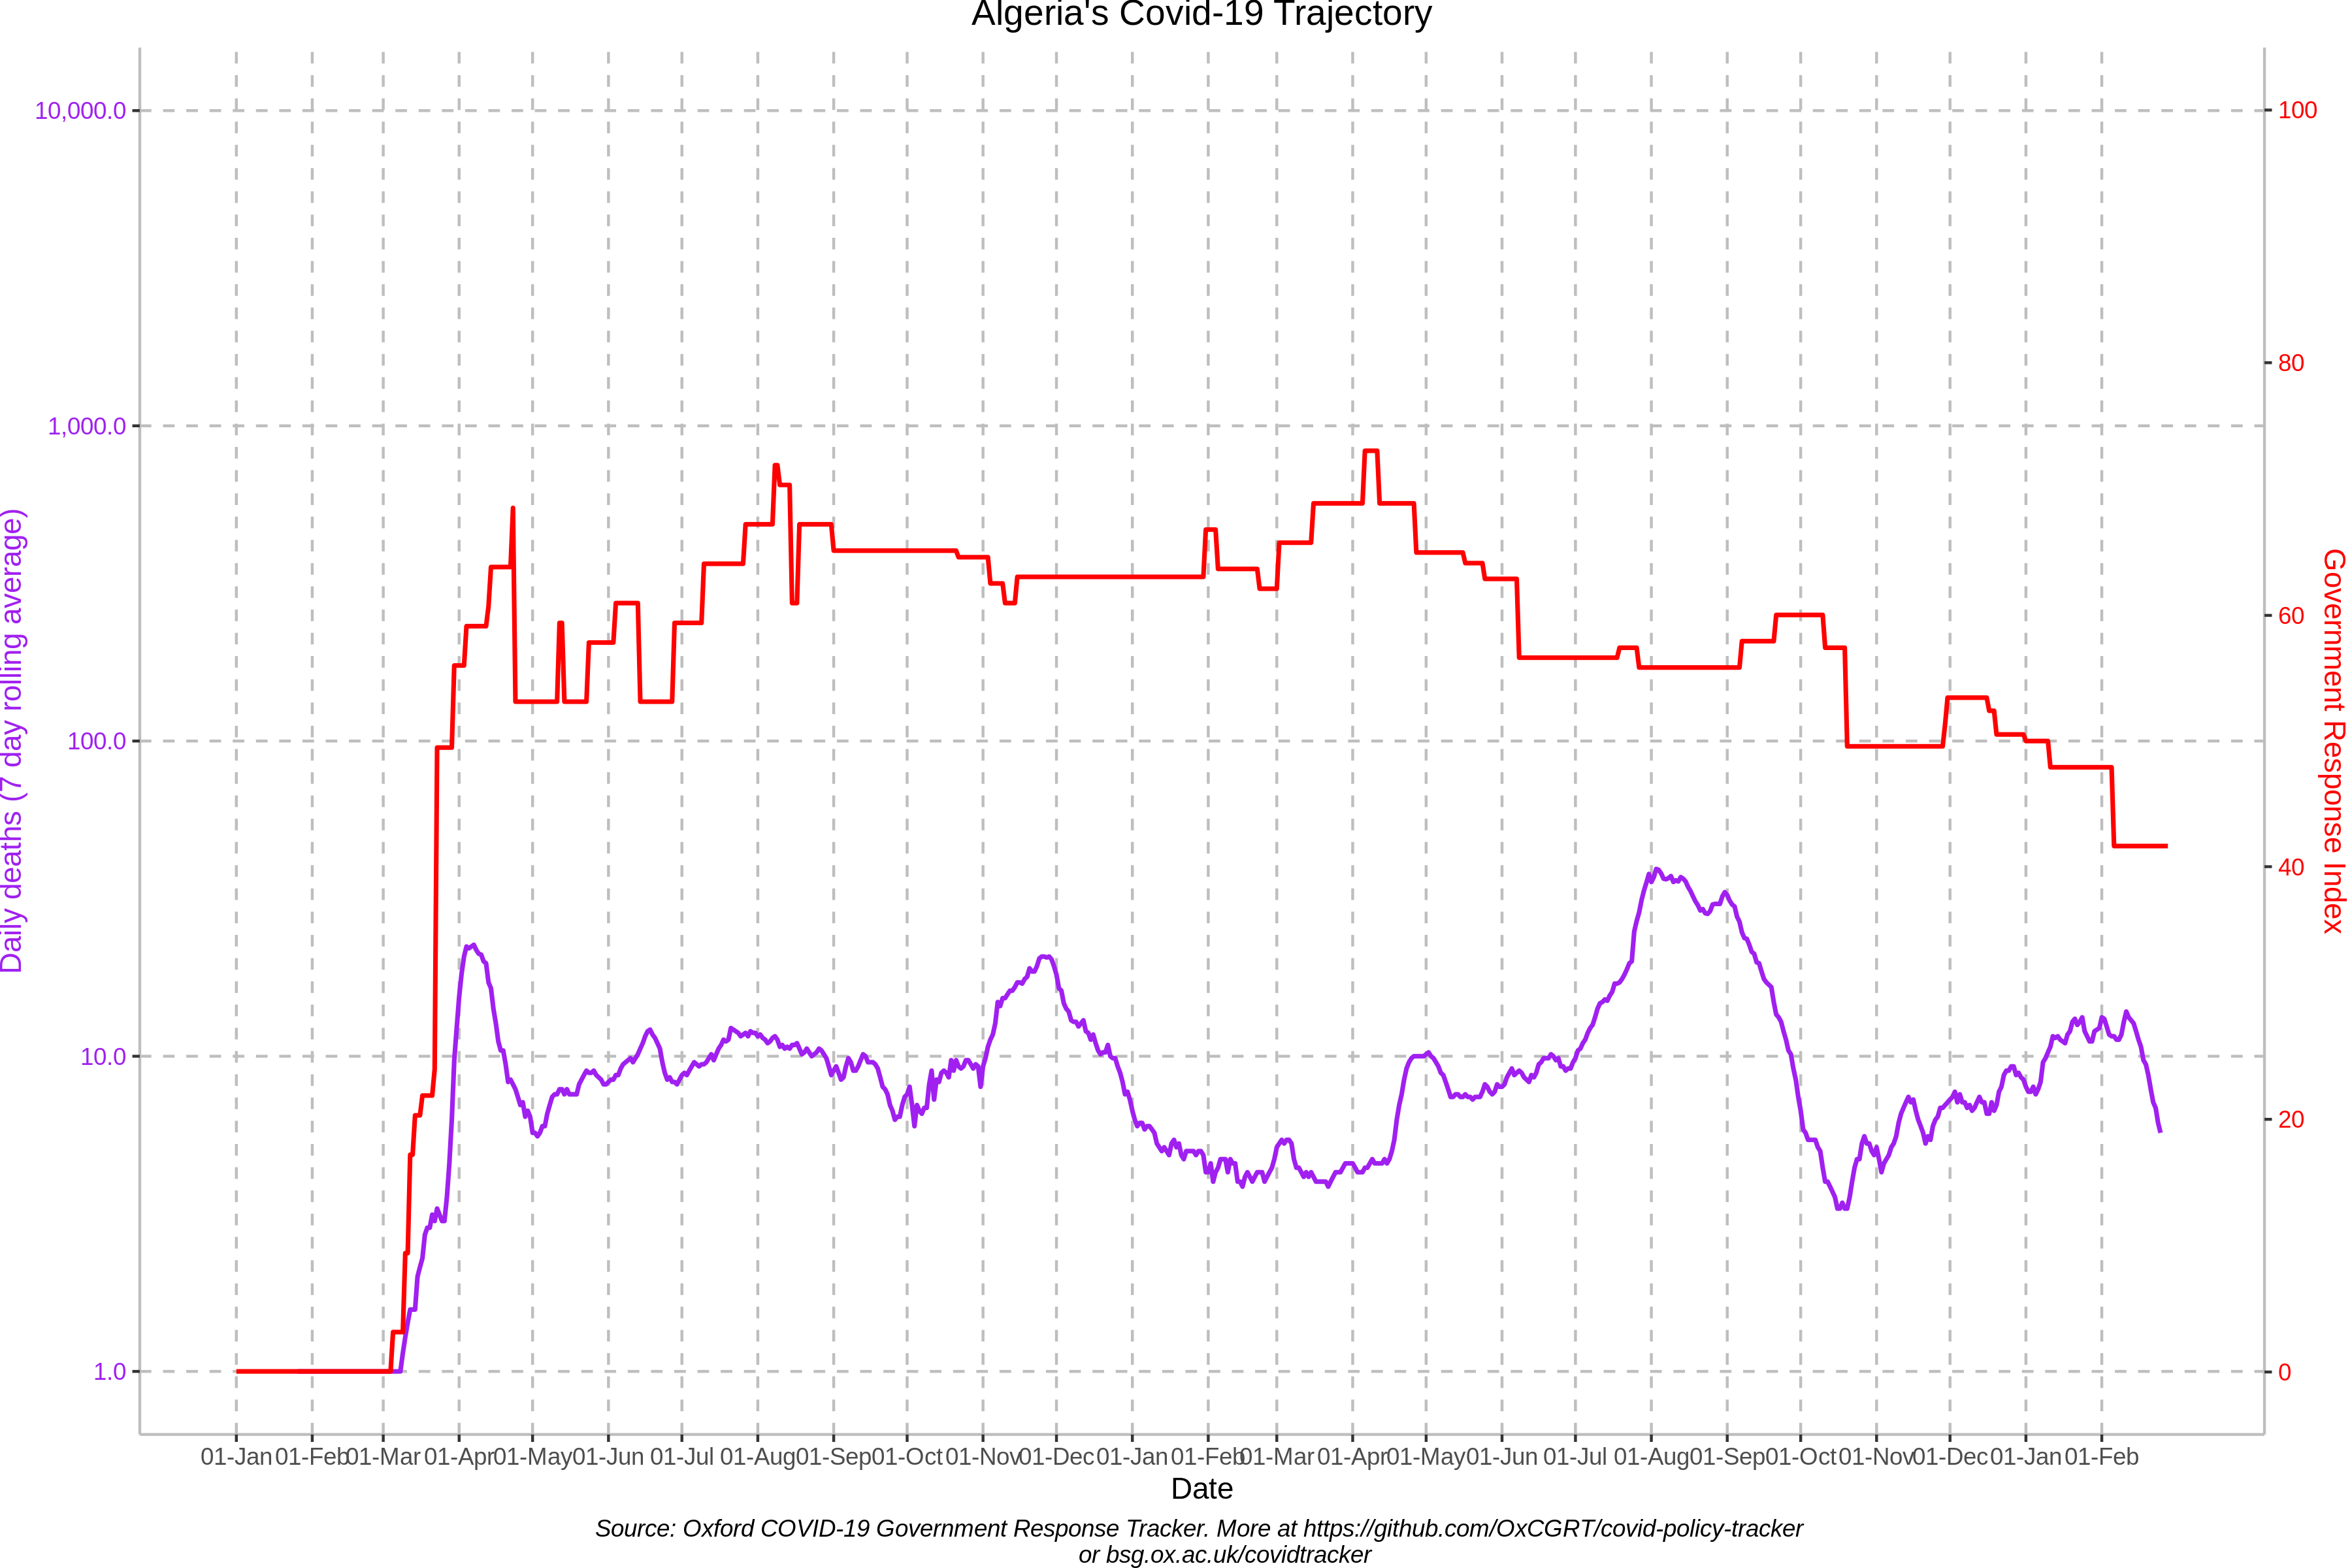 Algeria's Covid-19 Trajectory
10,000.0
1,000.0
100.0
10.0
1.0
Daily deaths (7 day rolling average)
100
80
60
40
20
0
Government Response Index
01-Jan 01-Feb 01-Mar 01-Apr 01-May 01-Jun 01-Jul 01-Aug 01-Sep 01-Oct 01-Nov 01-Dec 01-Jan 01-Feb 01-Mar 01-Apr 01-May 01-Jun 01-Jul 01-Aug 01-Sep 01-Oct 01-Nov 01-Dec 01-Jan 01-Feb
Date
Source: Oxford COVID-19 Government Response Tracker. More at https://github.com/OxCGRT/covid-policy-tracker
or bsg.ox.ac.uk/covidtracker